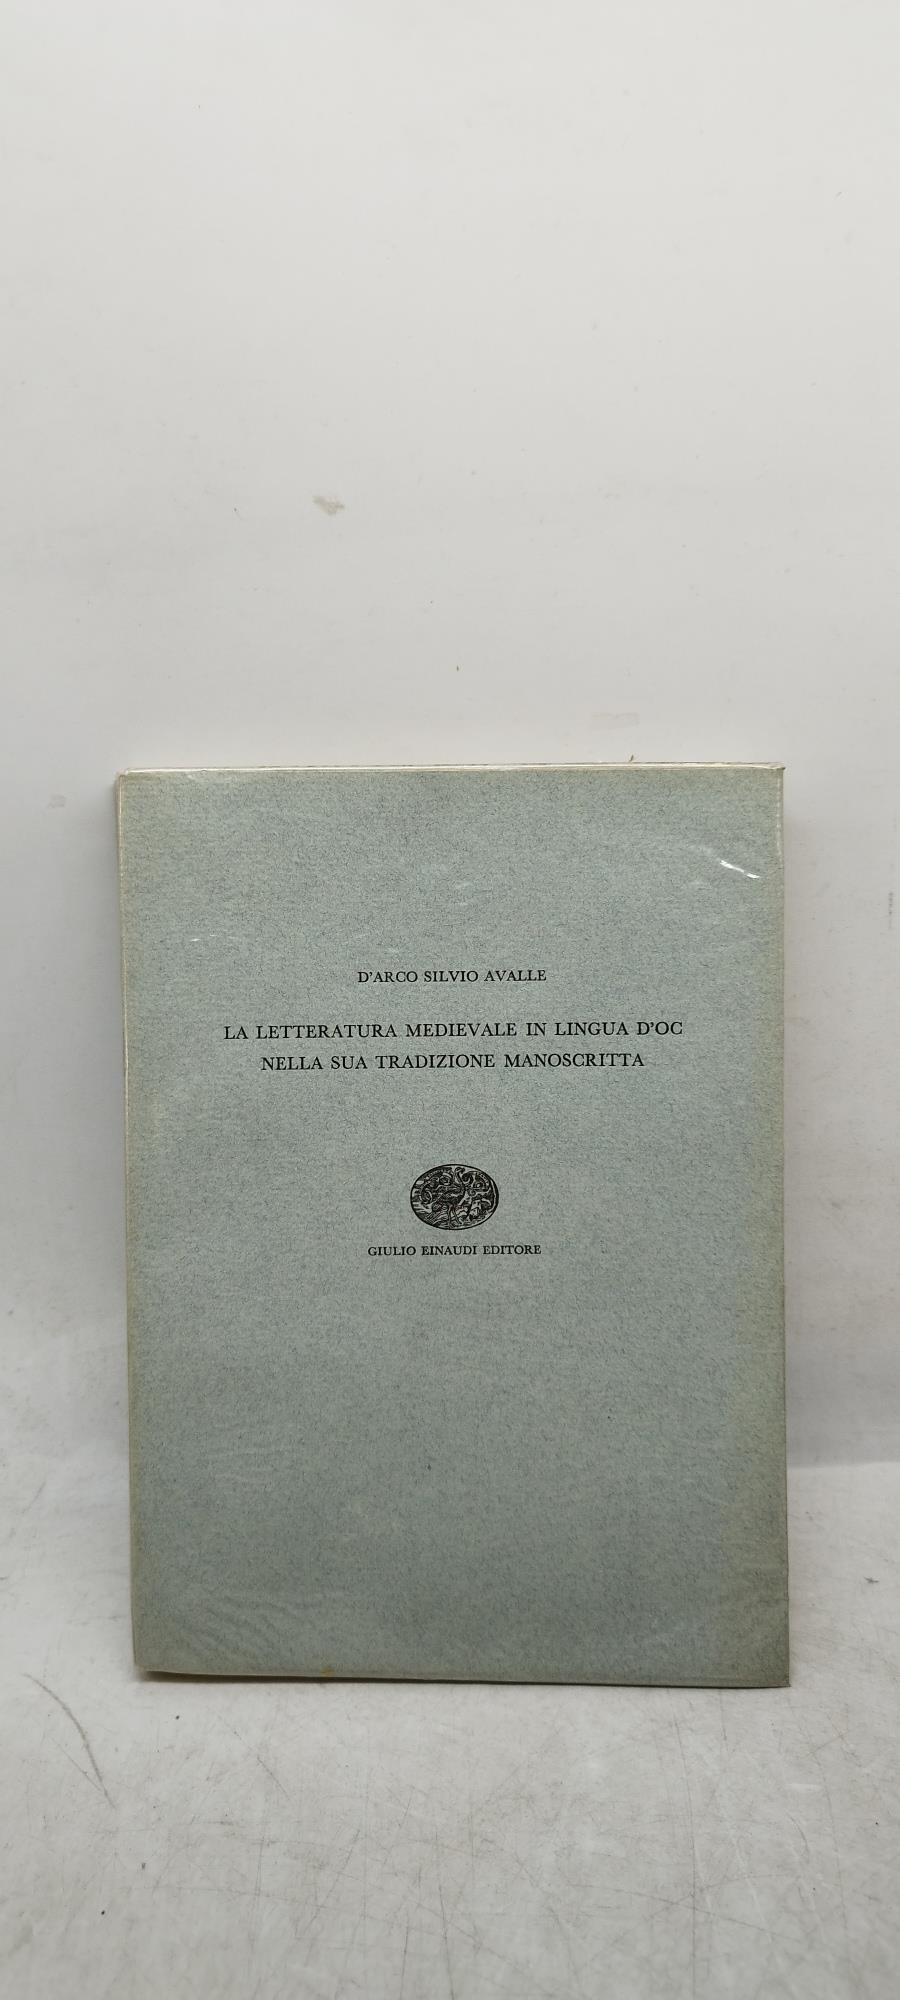 D'ARCO SILVIO AVALLE
LA LETTERATURA MEDIEVALE IN LINGUA D'OC
NELLA SUA TRADIZIONE MANOSCRITTA
GIULIO EINAUDI EDITORE